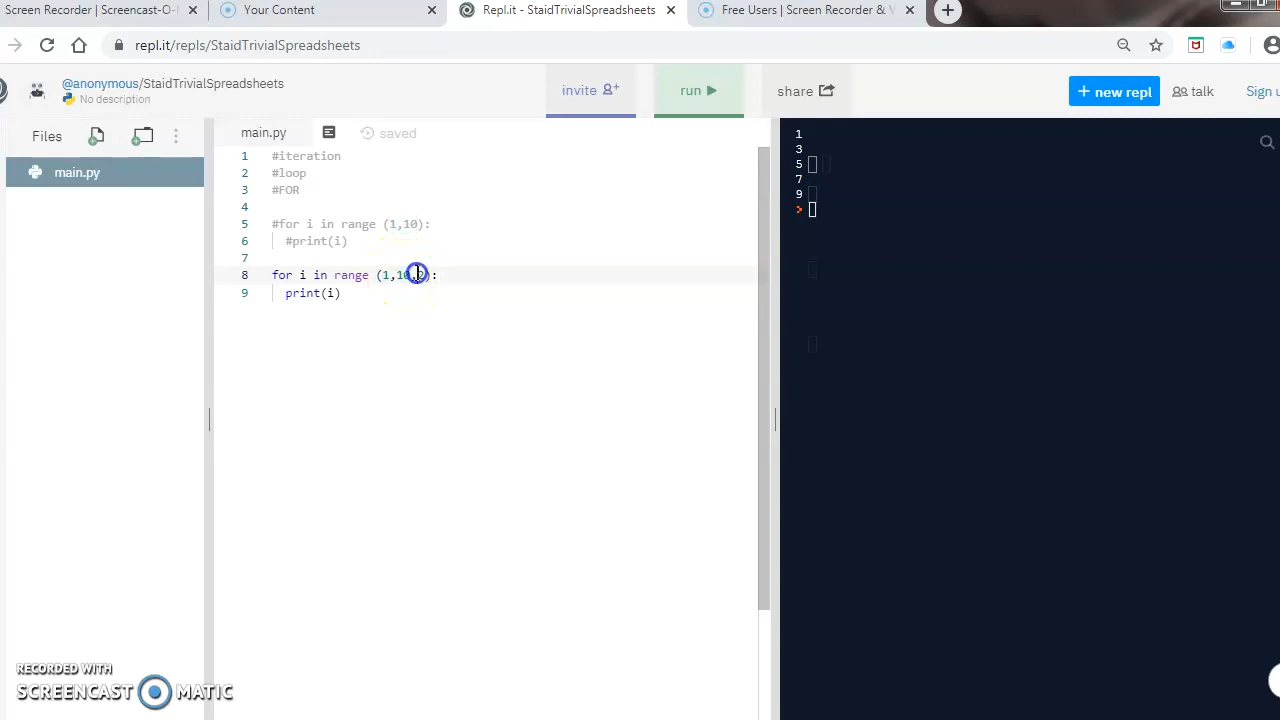 Screen Recorder | Screencast-O-
Your Content
Repl.it - StaidTrivialSpreadsheets
Free Users | Screen Recorder & V
repl.it/repls/StaidTrivialSpreadsheets
@anonymous/StaidTrivialSpreadsheets
No description
invite
run
share
+ new repl
talk
Sign u
Files
main.py
saved
main.py
1 #iteration
2 #loop
3 #FOR
4
5 #for i in range (1,10):
6 #print(i)
7
8 for i in range (1,10,2):
9 print(i)
1
3
5
7
9
>
RECORDED WITH
SCREENCAST MATIC